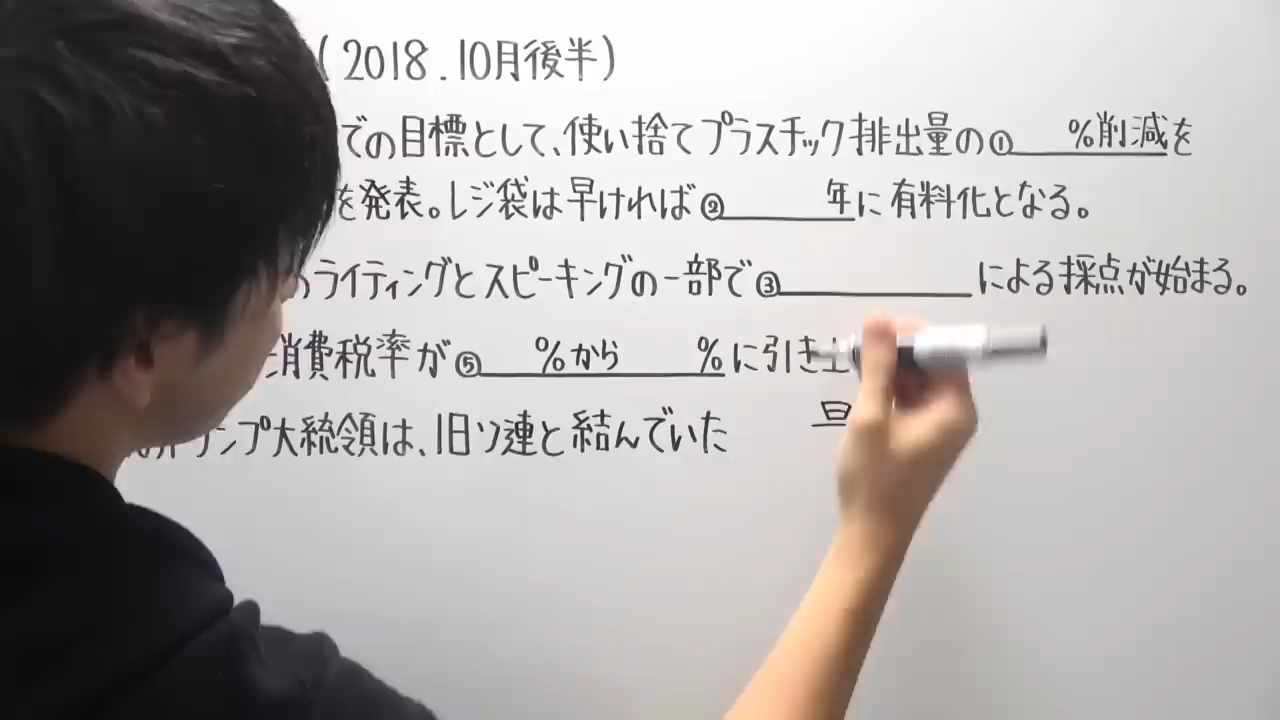 (2018.10月後半)
での目標として、使い捨てプラスチック排出量の① %削減を
を発表。レジ袋は早ければ② 年に有料化となる。
のライティングとスピーキングの一部で③ による採点が始まる。
消費税率が⑤ %から %に引き上
トランプ大統領は、旧ソ連と結んでいた